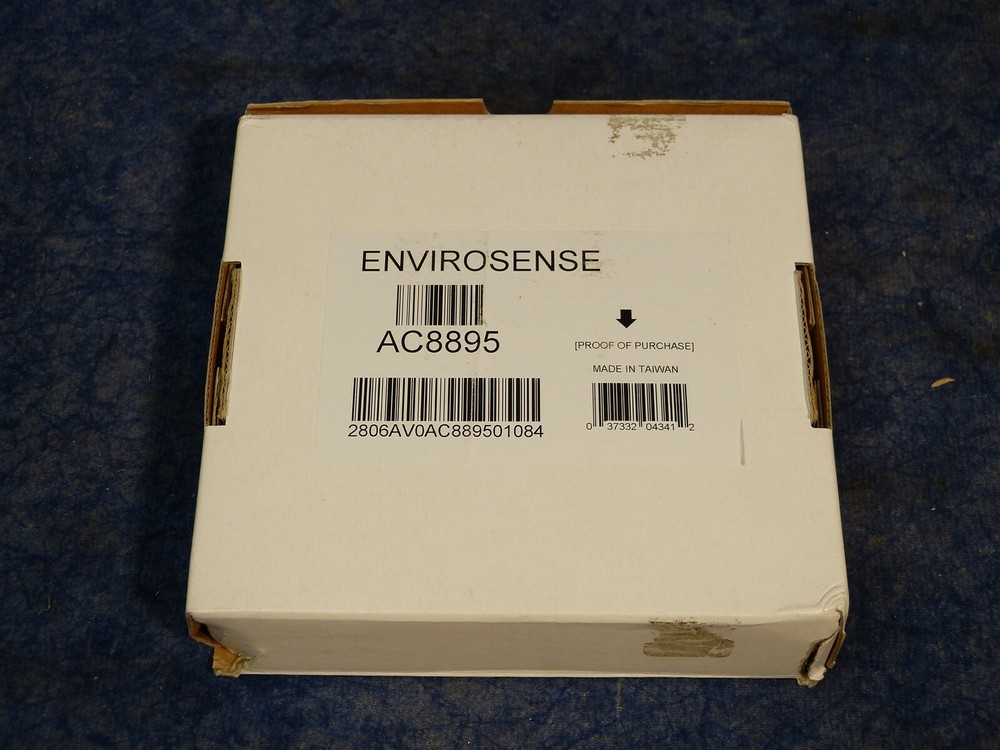 ENVIROSENSE
AC8895
[PROOF OF PURCHASE]
MADE IN TAIWAN
2806AV0AC889501084
0 37332 04341 2